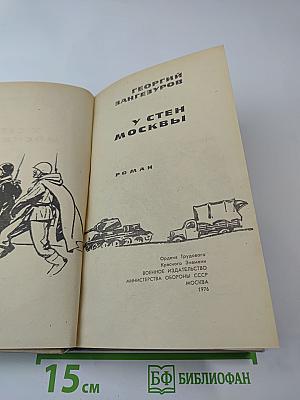 ГЕОРГИЙ
ЗАНГЕЗУРОВ
У СТЕН
МОСКВЫ
РОМАН
Ордена Трудового
Красного Знамени
ВОЕННОЕ ИЗДАТЕЛЬСТВО
МИНИСТЕРСТВА ОБОРОНЫ СССР
МОСКВА
1976
15 см
БФ БИБЛИОФАН